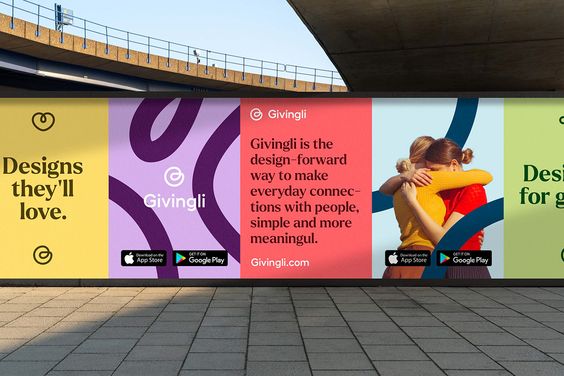 Designs
they'll
love.
Givingli
Download on the
App Store
GET IT ON
Google Play
Givingli
Givingli is the
design-forward
way to make
everyday connec-
tions with people,
simple and more
meaningul.
Givingli.com
Download on the
App Store
GET IT ON
Google Play
Desi
for g